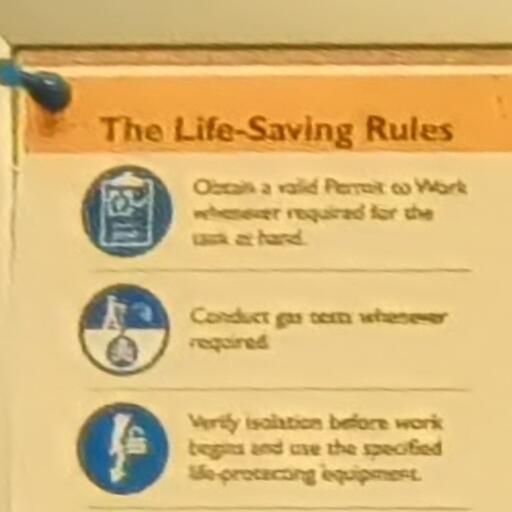 The Life-Saving Rules
Obtain a valid Permit to Work
whenever required for the
task at hand.
Conduct gas tests whenever
required.
Verify isolation before work
begins and use the specified
life-protecting equipment.